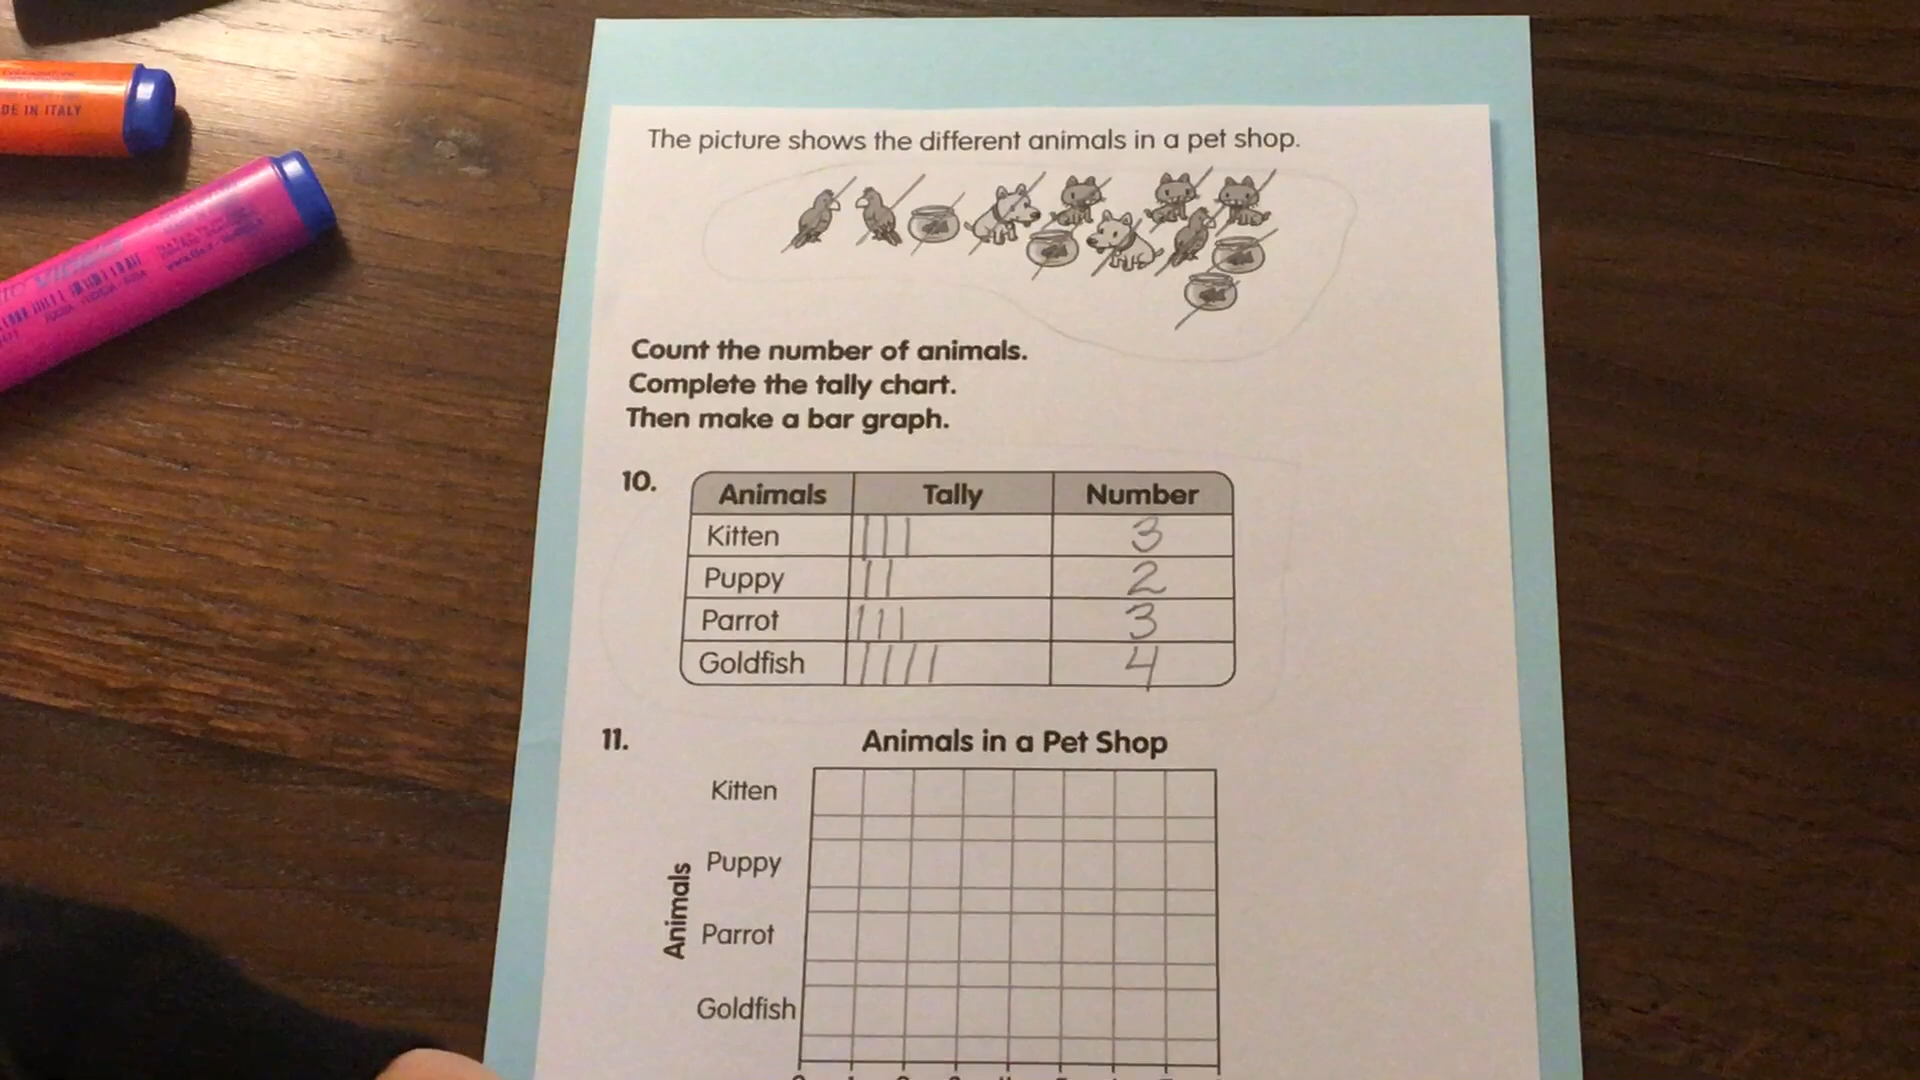 DE IN ITALY
The picture shows the different animals in a pet shop.
Count the number of animals.
Complete the tally chart.
Then make a bar graph.
10.
Animals Tally Number
Kitten ||| 3
Puppy || 2
Parrot ||| 3
Goldfish |||| 4
11. Animals in a Pet Shop
Animals
Kitten
Puppy
Parrot
Goldfish